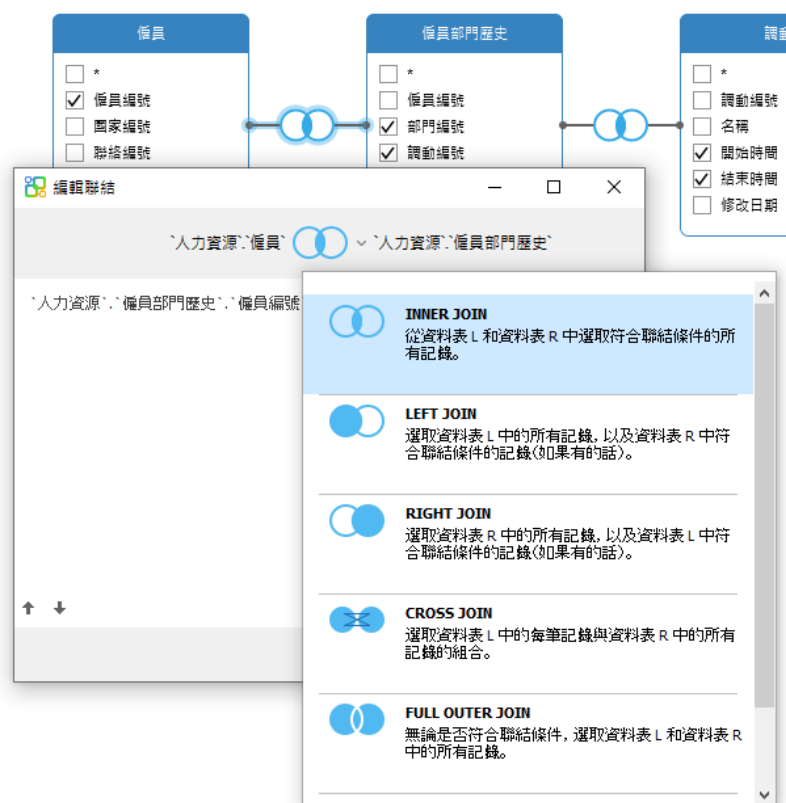 僱員
僱員部門歷史
*
僱員編號
國家編號
聯絡編號
*
僱員編號
部門編號
調動編號
*
調動編號
名稱
開始時間
結束時間
修改日期
編輯聯結
`人力資源`.`僱員`
`人力資源`.`僱員部門歷史`
`人力資源`.`僱員部門歷史`.`僱員編號
INNER JOIN
從資料表 L 和資料表 R 中選取符合聯結條件的所
有記錄。
LEFT JOIN
選取資料表 L 中的所有記錄, 以及資料表 R 中符
合聯結條件的記錄(如果有的話)。
RIGHT JOIN
選取資料表 R 中的所有記錄, 以及資料表 L 中符
合聯結條件的記錄(如果有的話)。
CROSS JOIN
選取資料表 L 中的每筆記錄與資料表 R 中的所有
記錄的組合。
FULL OUTER JOIN
無論是否符合聯結條件, 選取資料表 L 和資料表 R
中的所有記錄。